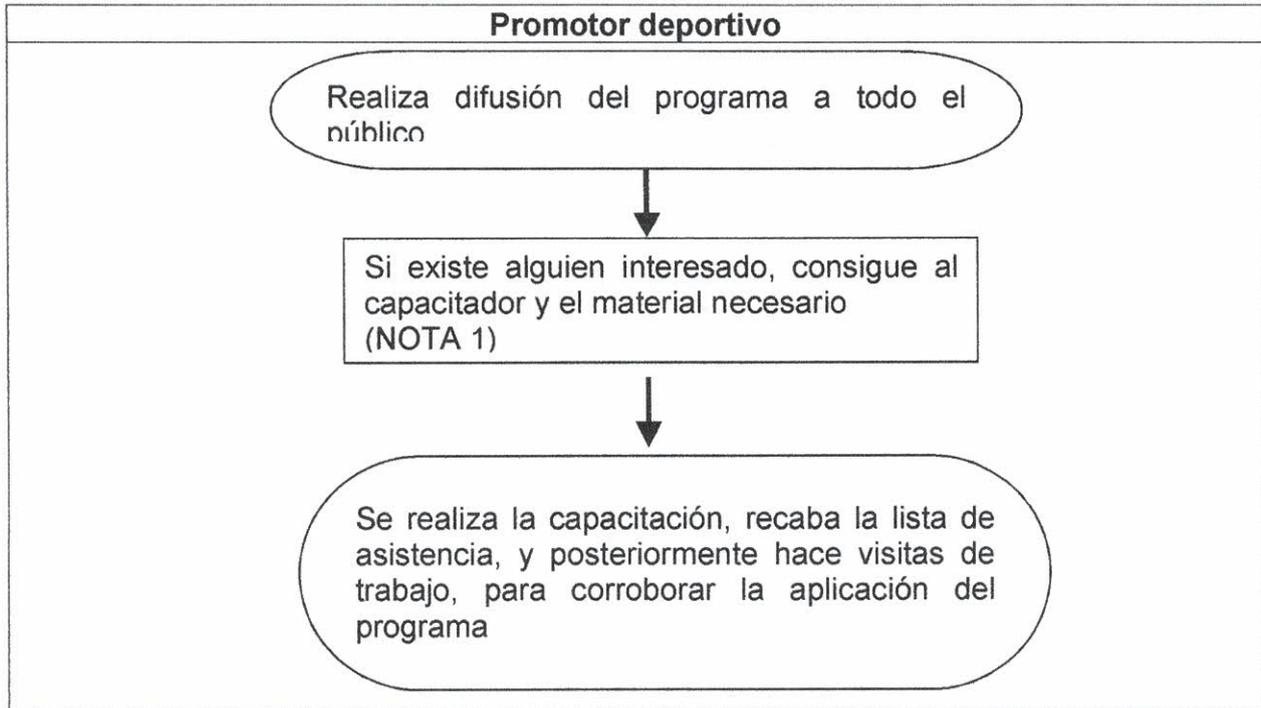 Promotor deportivo
Realiza difusión del programa a todo el
público
Si existe alguien interesado, consigue al
capacitador y el material necesario
(NOTA 1)
Se realiza la capacitación, recaba la lista de
asistencia, y posteriormente hace visitas de
trabajo, para corroborar la aplicación del
programa